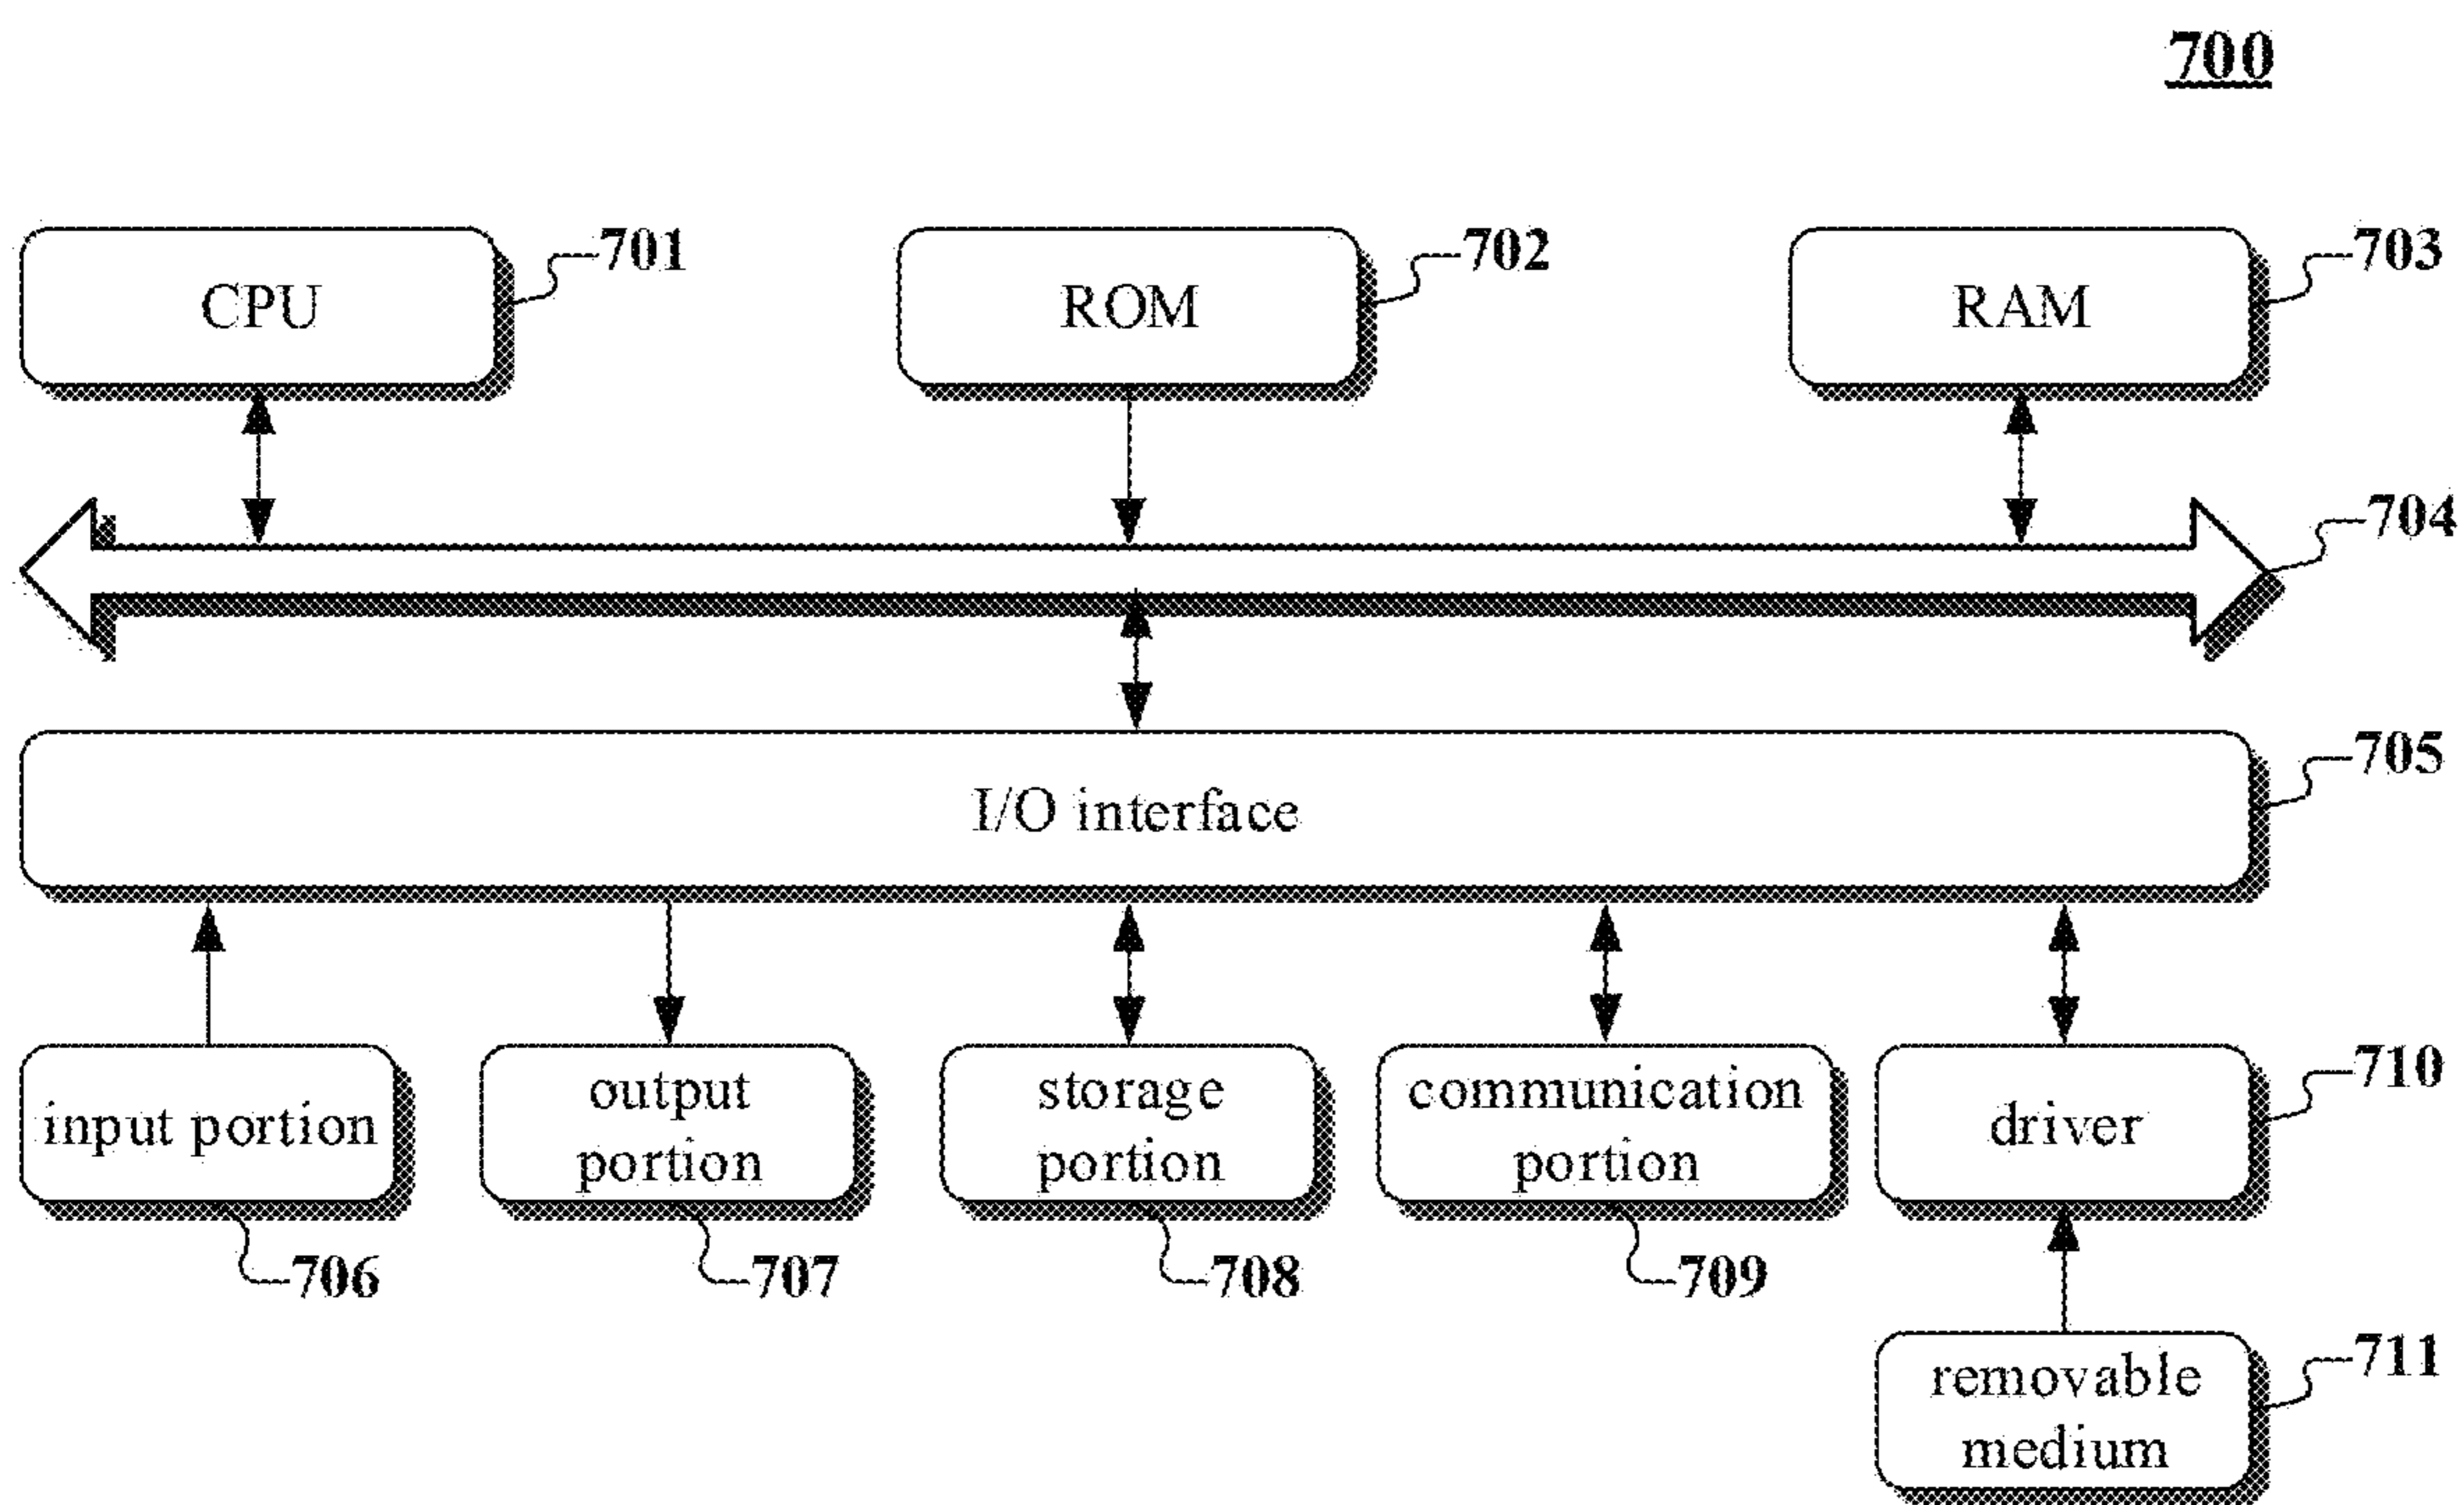 700
CPU
701
ROM
702
RAM
703
704
I/O interface
705
input portion
706
output
portion
707
storage
portion
708
communication
portion
709
driver
710
removable
medium
711